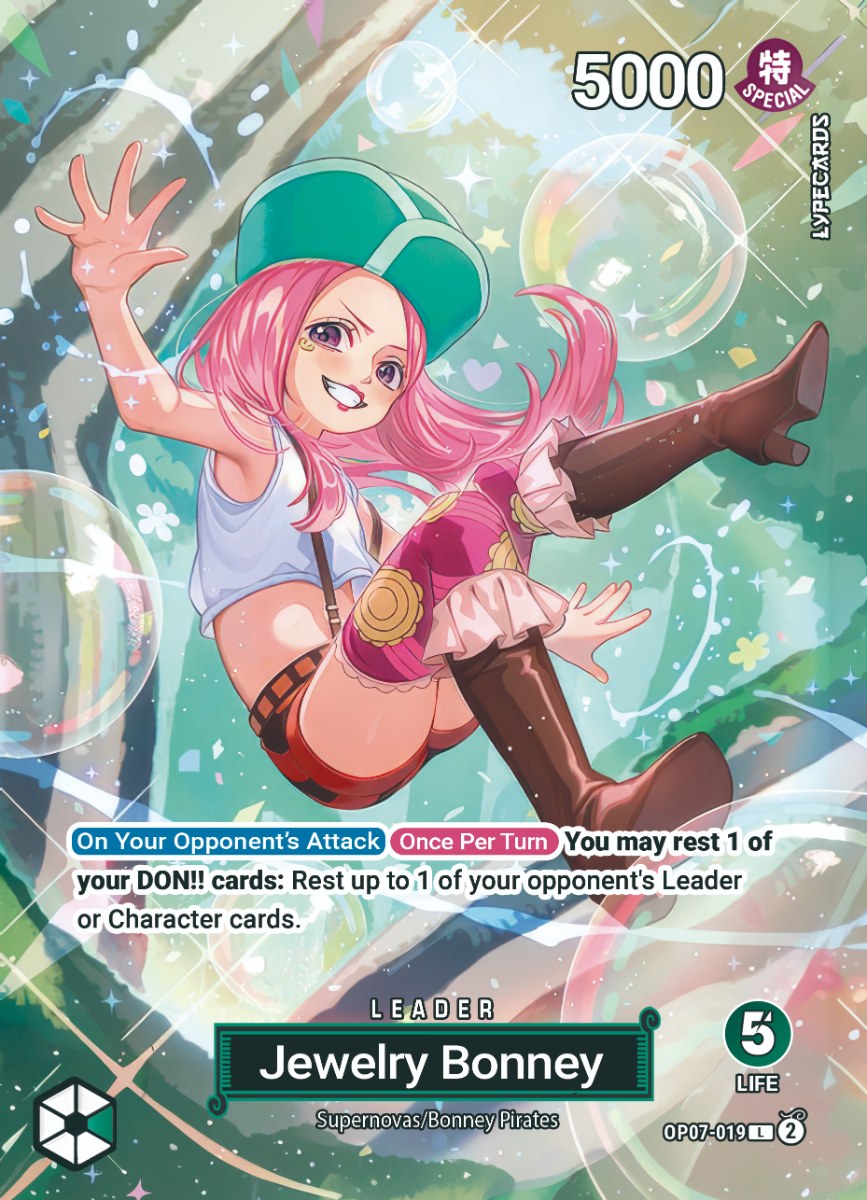 5000 特
SPECIAL
LYPECARDS
On Your Opponent's Attack Once Per Turn You may rest 1 of
your DON!! cards: Rest up to 1 of your opponent's Leader
or Character cards.
LEADER
Jewelry Bonney
5
LIFE
Supernovas/Bonney Pirates
OP07-019 L 2